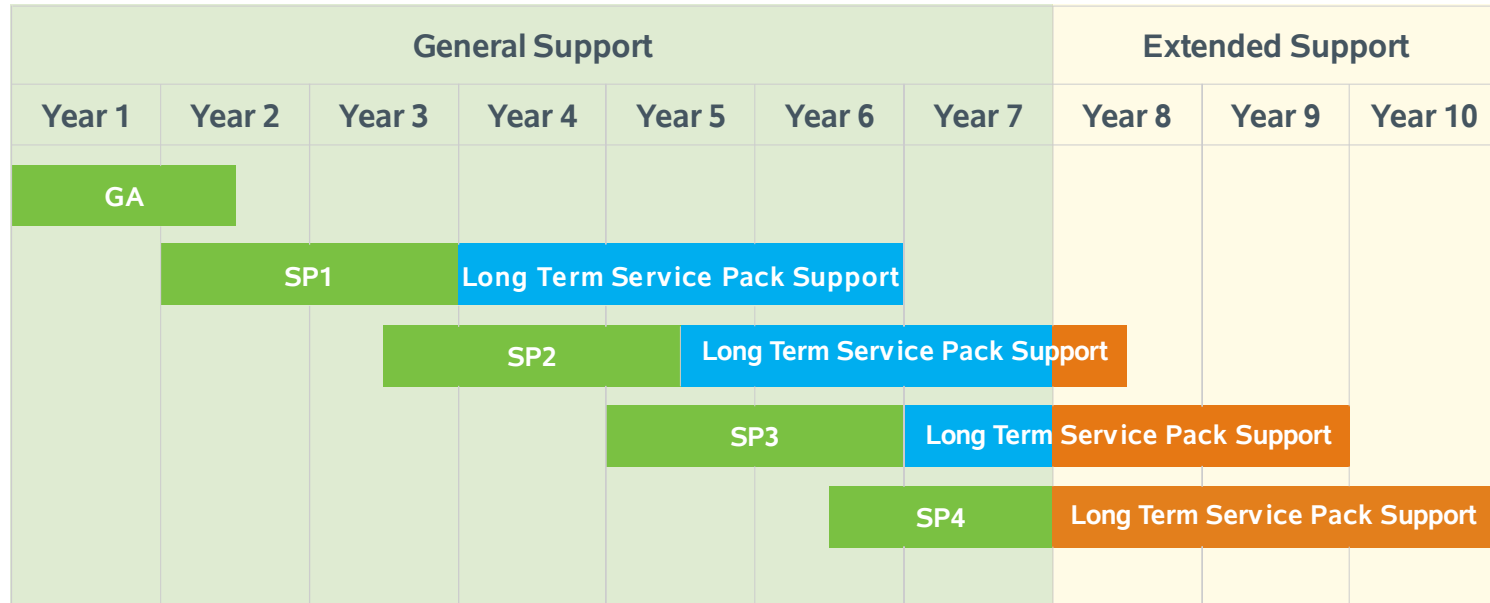 General Support Extended Support
Year 1 Year 2 Year 3 Year 4 Year 5 Year 6 Year 7 Year 8 Year 9 Year 10
GA
SP1 Long Term Service Pack Support
SP2 Long Term Service Pack Support
SP3 Long Term Service Pack Support
SP4 Long Term Service Pack Support